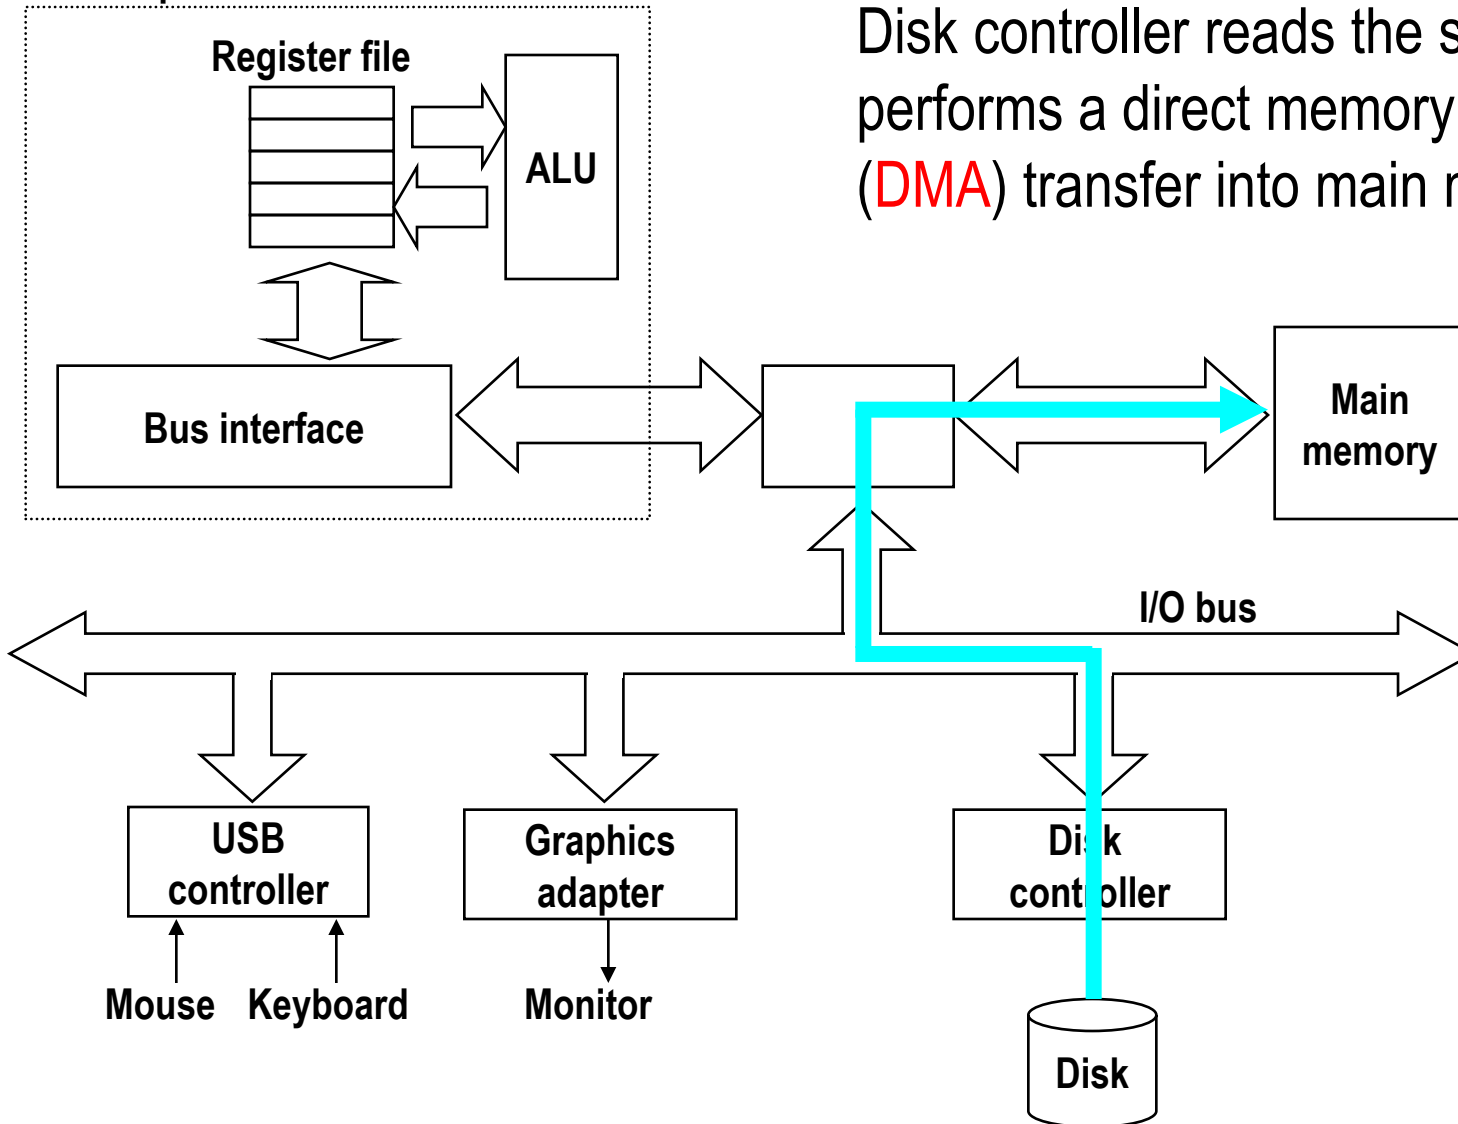 Disk controller reads the
performs a direct memory
(DMA) transfer into main
Register file
ALU
Bus interface
Main
memory
I/O bus
USB
controller
Graphics
adapter
Disk
controller
Mouse Keyboard
Monitor
Disk